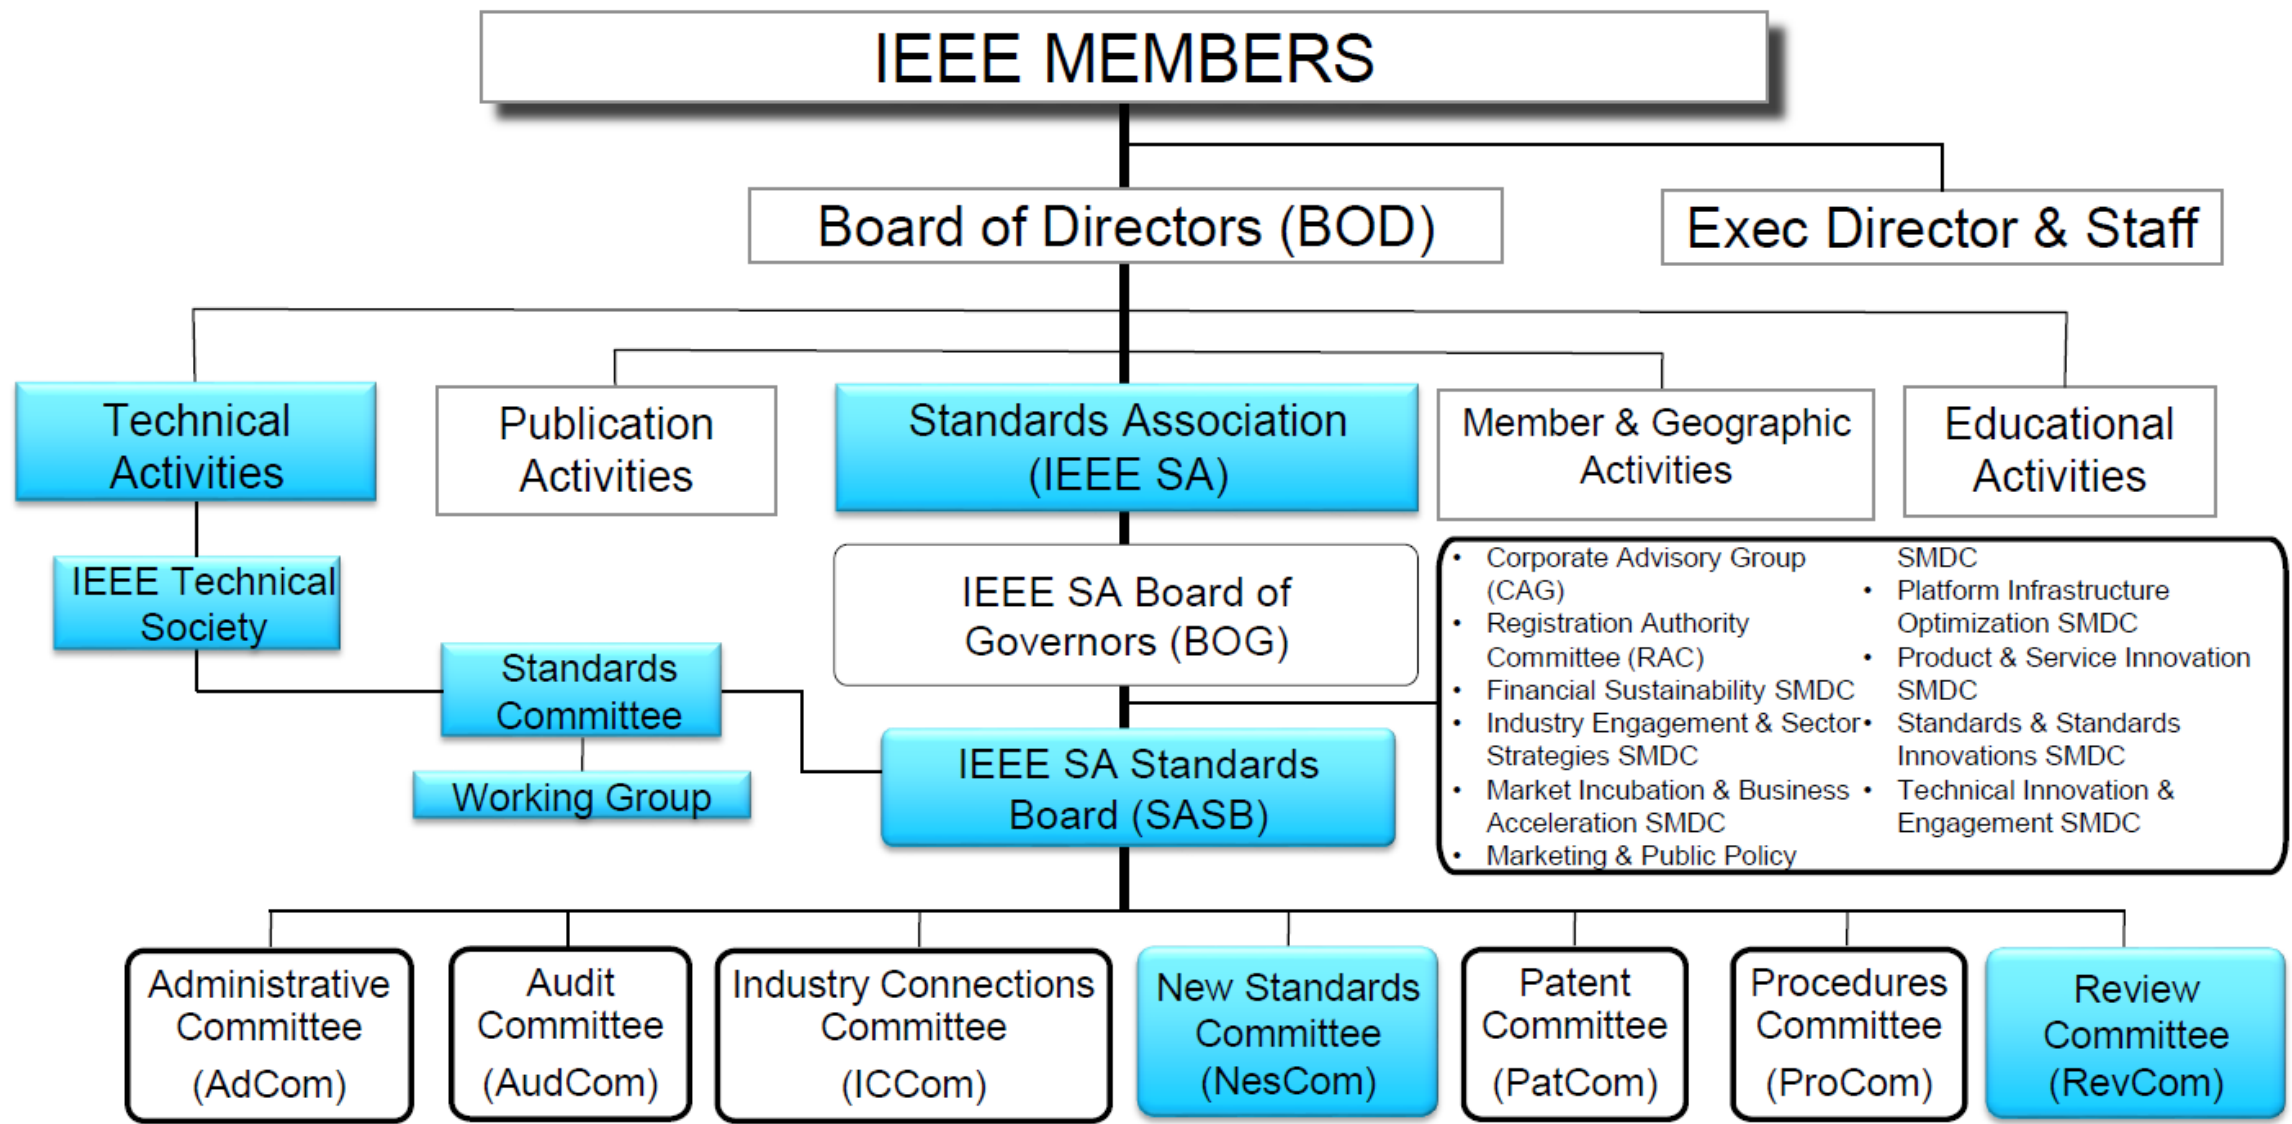 IEEE MEMBERS
Board of Directors (BOD)
Exec Director & Staff
Technical
Activities
Publication
Activities
Standards Association
(IEEE SA)
Member & Geographic
Activities
Educational
Activities
IEEE Technical
Society
Standards
Committee
Working Group
IEEE SA Board of
Governors (BOG)
IEEE SA Standards
Board (SASB)
• Corporate Advisory Group
(CAG)
• Registration Authority
Committee (RAC)
• Financial Sustainability SMDC
• Industry Engagement & Sector
Strategies SMDC
• Market Incubation & Business
Acceleration SMDC
• Marketing & Public Policy
SMDC
• Platform Infrastructure
Optimization SMDC
• Product & Service Innovation
SMDC
• Standards & Standards
Innovations SMDC
• Technical Innovation &
Engagement SMDC
Administrative
Committee
(AdCom)
Audit
Committee
(AudCom)
Industry Connections
Committee
(ICCom)
New Standards
Committee
(NesCom)
Patent
Committee
(PatCom)
Procedures
Committee
(ProCom)
Review
Committee
(RevCom)